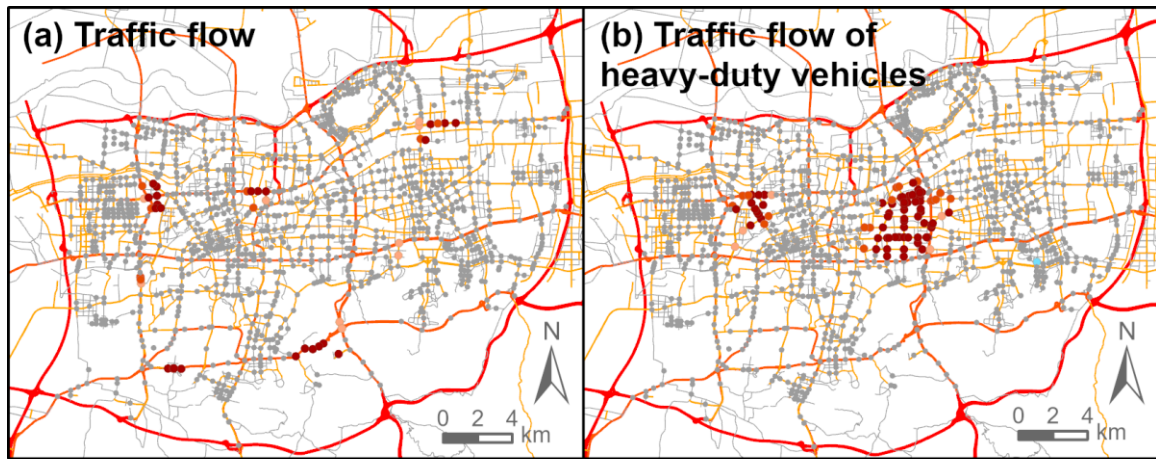 (a) Traffic flow
N
0 2 4
km
(b) Traffic flow of
heavy-duty vehicles
N
0 2 4
km